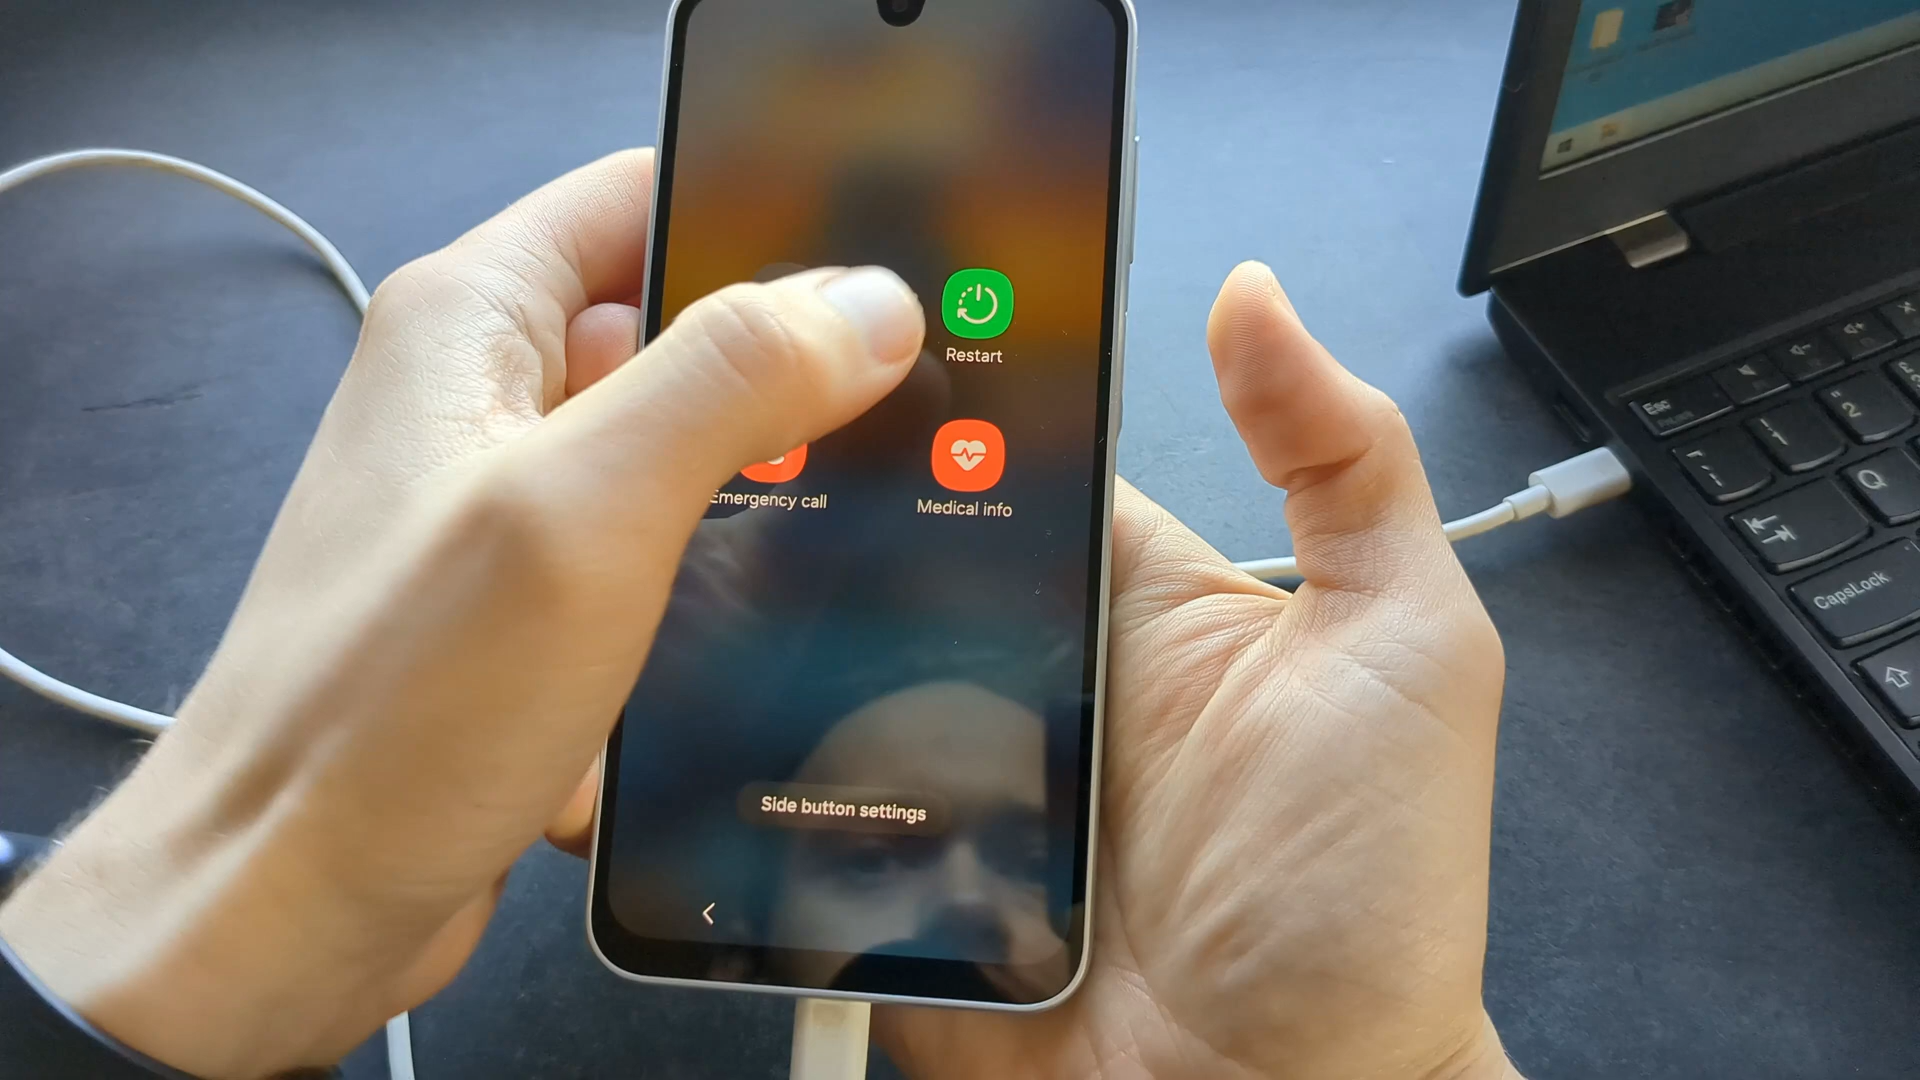 Restart
Emergency call
Medical info
Side button settings
Esc
2
Q
CapsLock